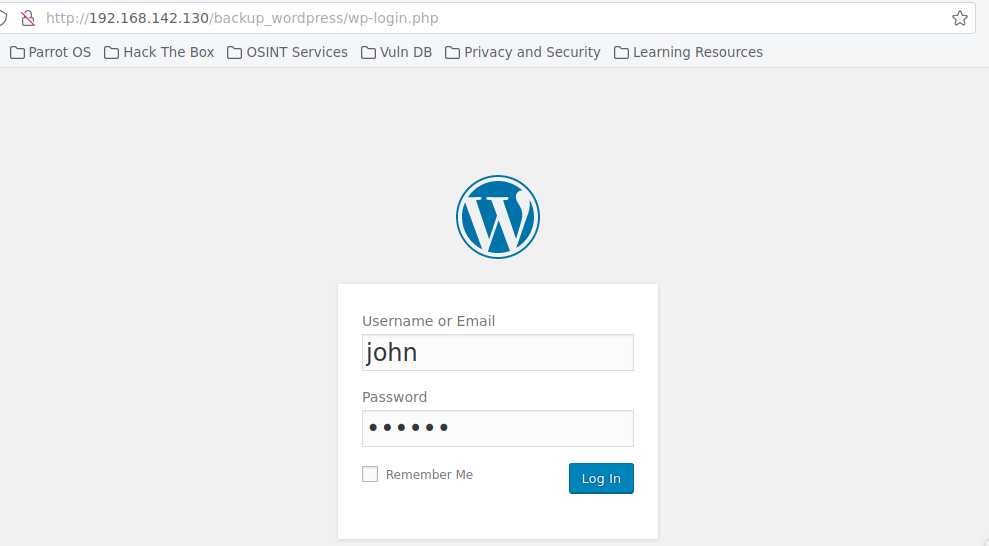 http://192.168.142.130/backup_wordpress/wp-login.php
Parrot OS Hack The Box OSINT Services Vuln DB Privacy and Security Learning Resources
W
Username or Email
john
Password
••••••
Remember Me Log In